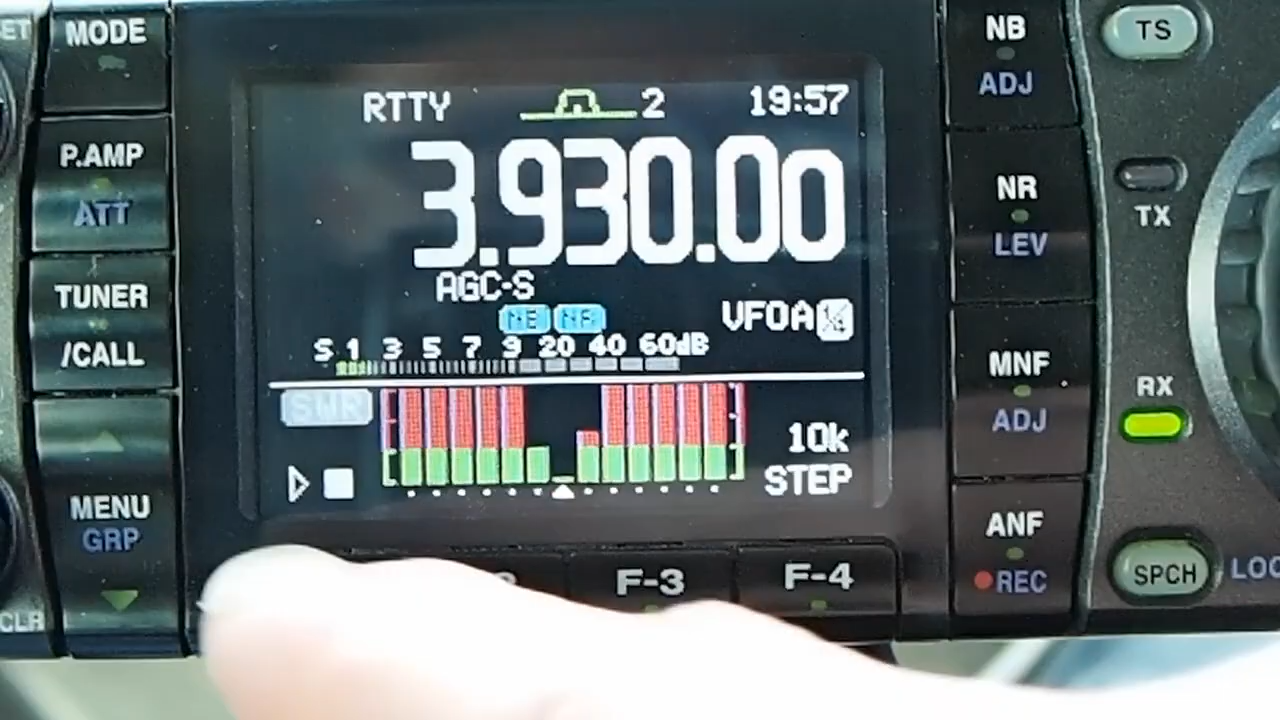 SET
MODE
P.AMP
ATT
TUNER
/CALL
MENU
GRP
CLR
RTTY 2 19:57
3.930.00
AGC-S
VFOA
S 1 3 5 7 9 20 40 60dB
SWR
10k
STEP
F-3
F-4
NB
ADJ
NR
LEV
MNF
ADJ
ANF
REC
TS
TX
RX
SPCH
LOC